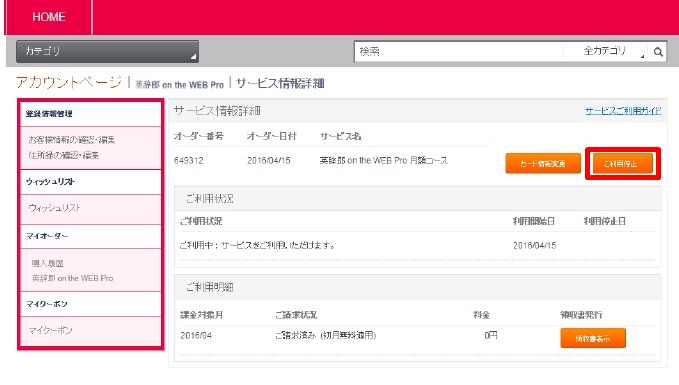 HOME
カテゴリ 検索 全カテゴリ
アカウントページ | 英辞郎 on the WEB Pro | サービス情報詳細
登録情報管理
お客様情報の確認・編集
住所録の確認・編集
ウィッシュリスト
ウィッシュリスト
マイオーダー
購入履歴
英辞郎 on the WEB Pro
マイクーポン
マイクーポン
サービス情報詳細 サービスご利用ガイド
オーダー番号 オーダー日付 サービス名
649312 2016/04/15 英辞郎 on the WEB Pro 月額コース カード情報変更 ご利用停止
ご利用状況
ご利用状況 利用開始日 利用停止日
ご利用中：サービスをご利用いただけます。 2016/04/15
ご利用明細
課金対象月 ご請求状況 料金 領収書発行
2016/04 ご請求済み (初月無料適用) 0円 領収書表示